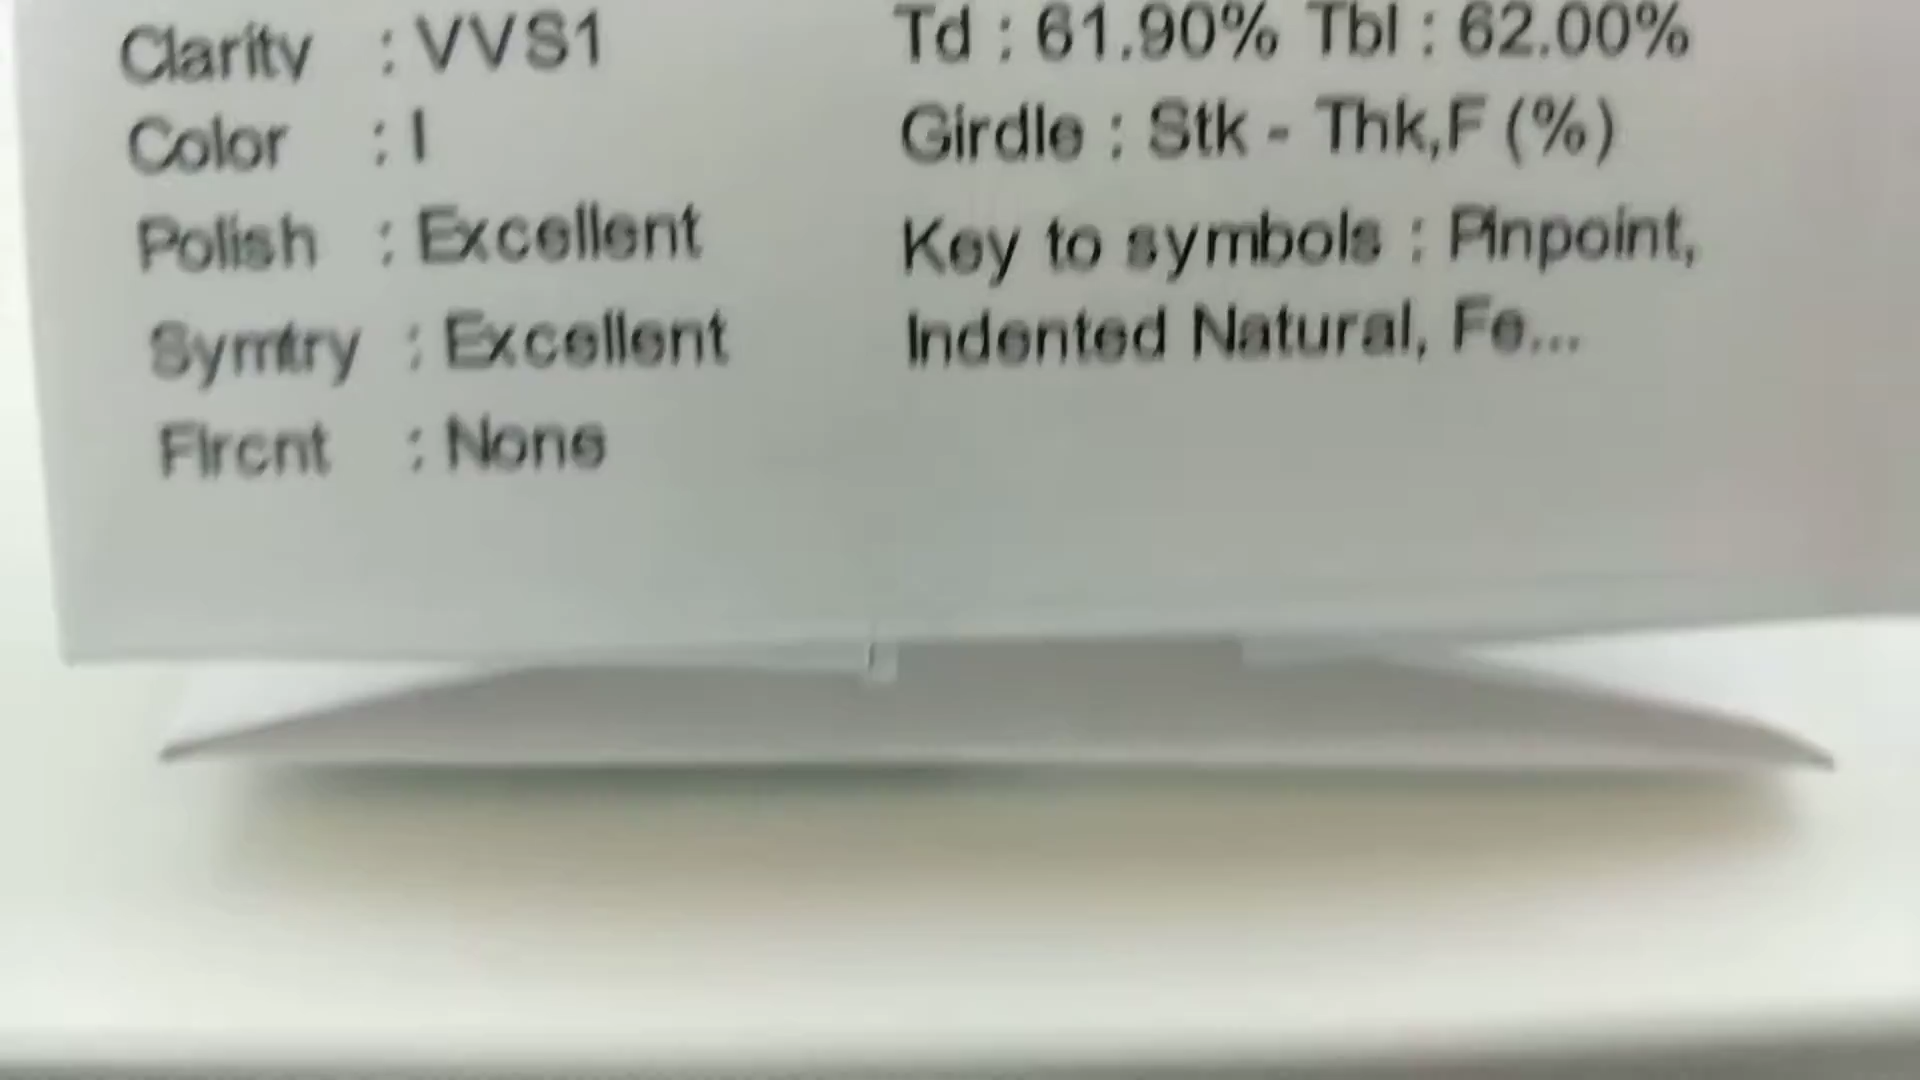 Clarity : VVS1
Color : I
Polish : Excellent
Symtry : Excellent
Flrcnt : None
Td : 61.90% Tbl : 62.00%
Girdle : Stk - Thk,F (%)
Key to symbols : Pinpoint,
Indented Natural, Fe...